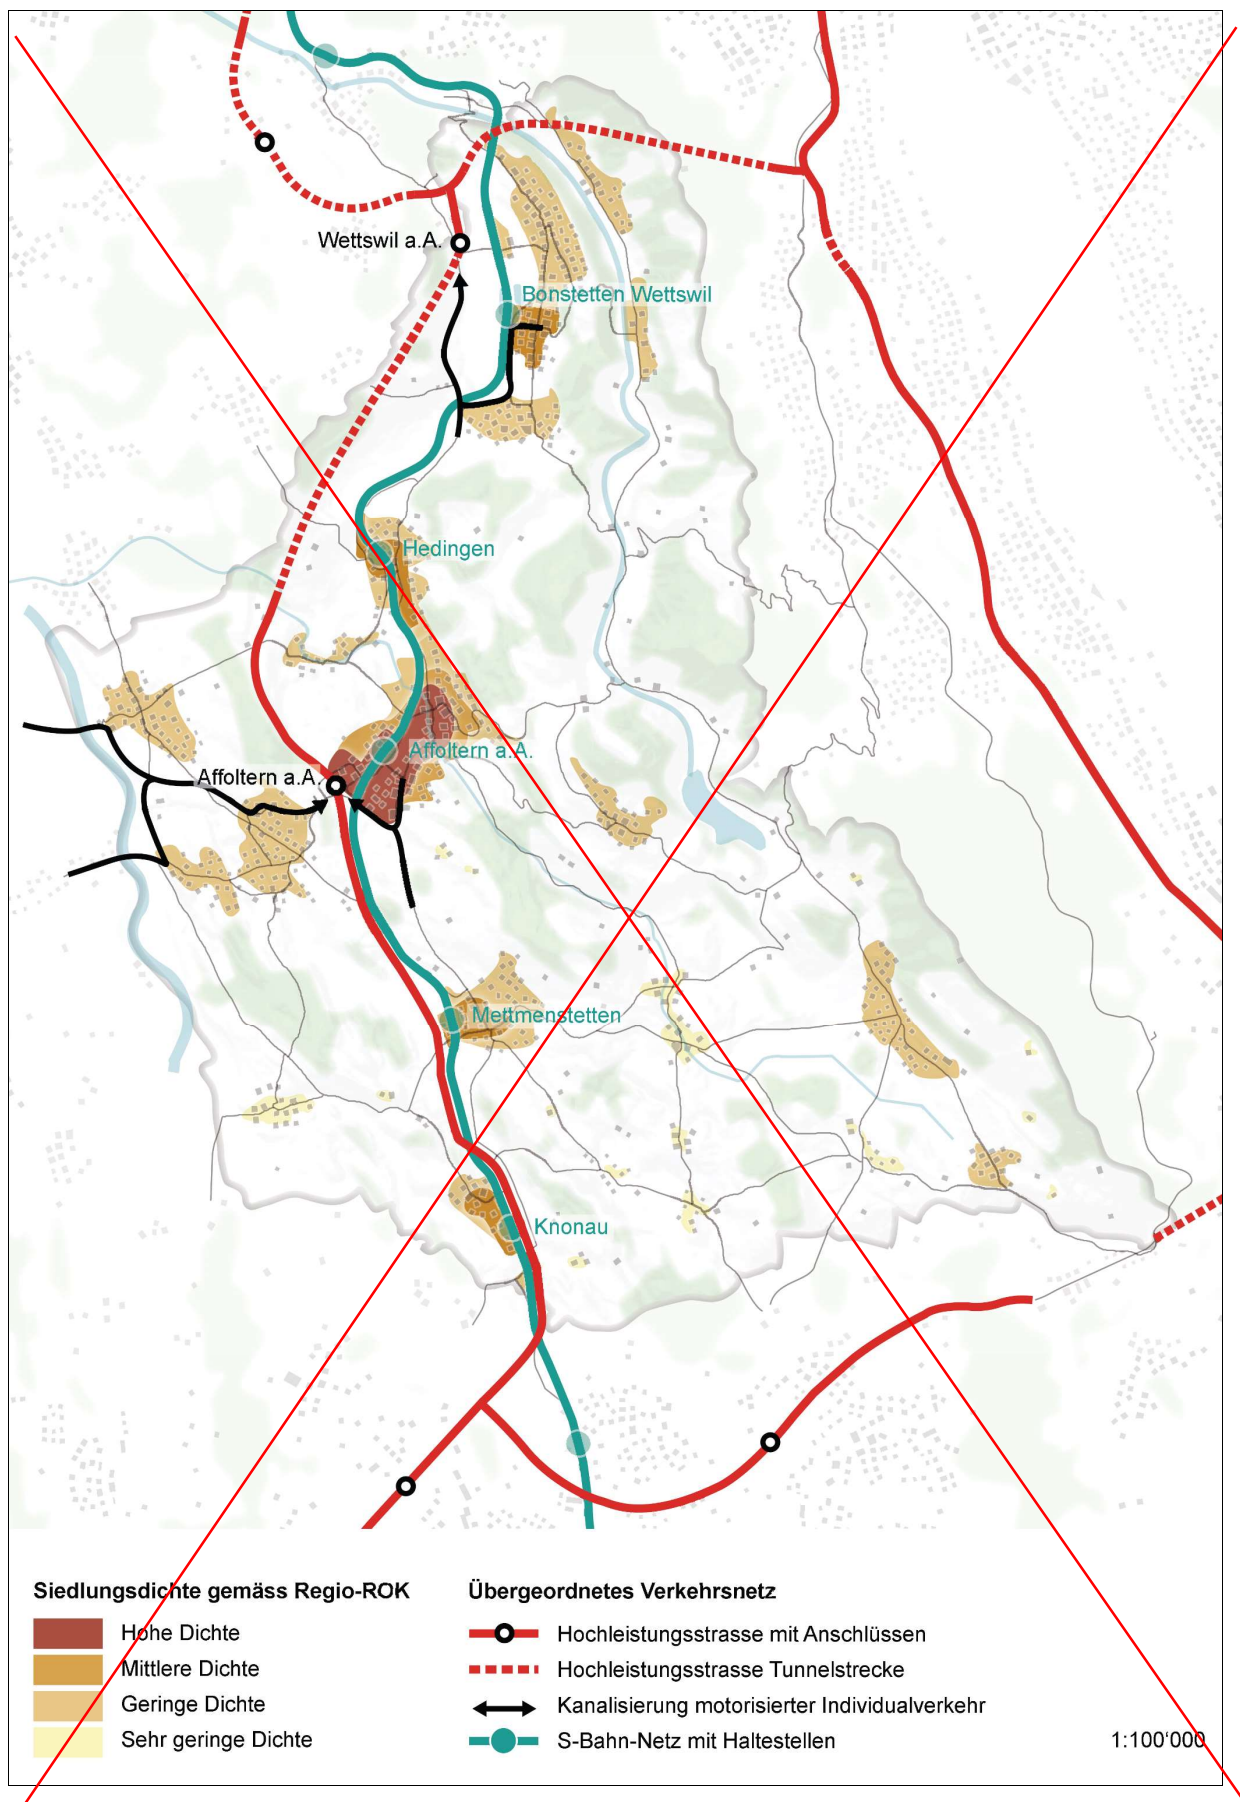 Wettswil a.A.
Bonstetten Wettswil
Hedingen
Affoltern a.A.
Affoltern a.A.
Mettmenstetten
Knonau
Siedlungsdichte gemäss Regio-ROK
Hohe Dichte
Mittlere Dichte
Geringe Dichte
Sehr geringe Dichte
Übergeordnetes Verkehrsnetz
Hochleistungsstrasse mit Anschlüssen
Hochleistungsstrasse Tunnelstrecke
Kanalisierung motorisierter Individualverkehr
S-Bahn-Netz mit Haltestellen
1:100'000